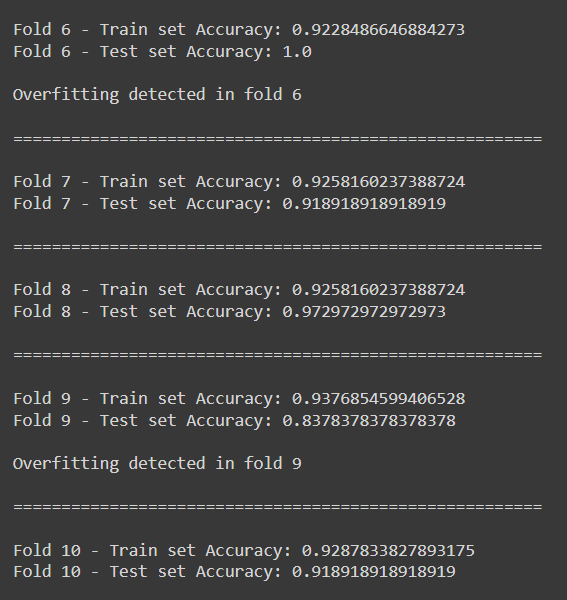 Fold 6 - Train set Accuracy: 0.9228486646884273
Fold 6 - Test set Accuracy: 1.0
Overfitting detected in fold 6
======================================================
Fold 7 - Train set Accuracy: 0.9258160237388724
Fold 7 - Test set Accuracy: 0.918918918918919
======================================================
Fold 8 - Train set Accuracy: 0.9258160237388724
Fold 8 - Test set Accuracy: 0.972972972972973
======================================================
Fold 9 - Train set Accuracy: 0.9376854599406528
Fold 9 - Test set Accuracy: 0.8378378378378378
Overfitting detected in fold 9
======================================================
Fold 10 - Train set Accuracy: 0.9287833827893175
Fold 10 - Test set Accuracy: 0.918918918918919